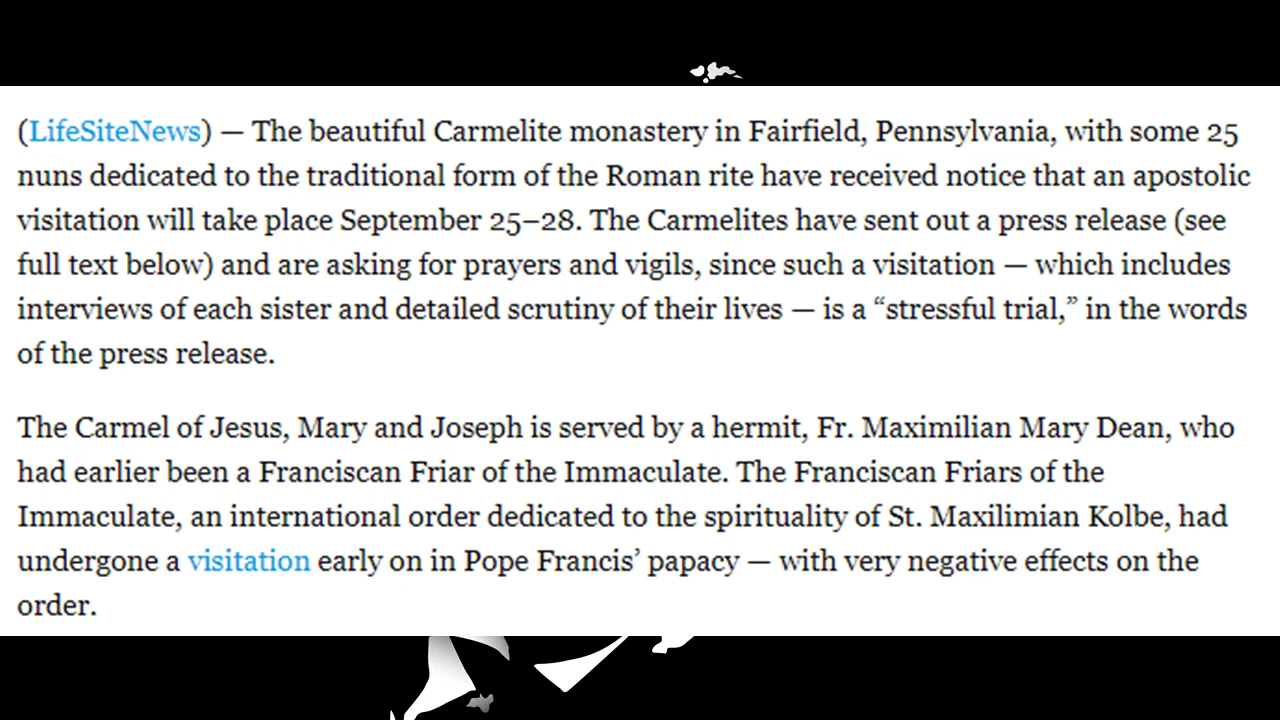 (LifeSiteNews) — The beautiful Carmelite monastery in Fairfield, Pennsylvania, with some 25
nuns dedicated to the traditional form of the Roman rite have received notice that an apostolic
visitation will take place September 25–28. The Carmelites have sent out a press release (see
full text below) and are asking for prayers and vigils, since such a visitation — which includes
interviews of each sister and detailed scrutiny of their lives — is a “stressful trial,” in the words
of the press release.
The Carmel of Jesus, Mary and Joseph is served by a hermit, Fr. Maximilian Mary Dean, who
had earlier been a Franciscan Friar of the Immaculate. The Franciscan Friars of the
Immaculate, an international order dedicated to the spirituality of St. Maxilimian Kolbe, had
undergone a visitation early on in Pope Francis’ papacy — with very negative effects on the
order.